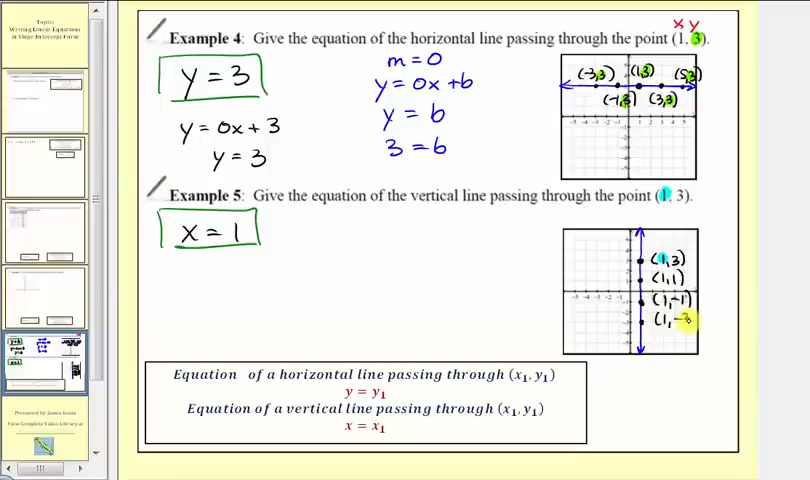 Topic:
Writing Linear Equations
in Slope Intercept Form
x y
Example 4: Give the equation of the horizontal line passing through the point (1, 3).
y = 3
m = 0
y = 0x + b
y = b
3 = b
y = 0x + 3
y = 3
(-3,3) (1,3) (5,3)
(-1,3) (3,3)
Example 5: Give the equation of the vertical line passing through the point (1, 3).
x = 1
(1,3)
(1,1)
(1,-1)
(1,-3
Equation of a horizontal line passing through (x₁, y₁)
y = y₁
Equation of a vertical line passing through (x₁, y₁)
x = x₁
Presented by James Sousa